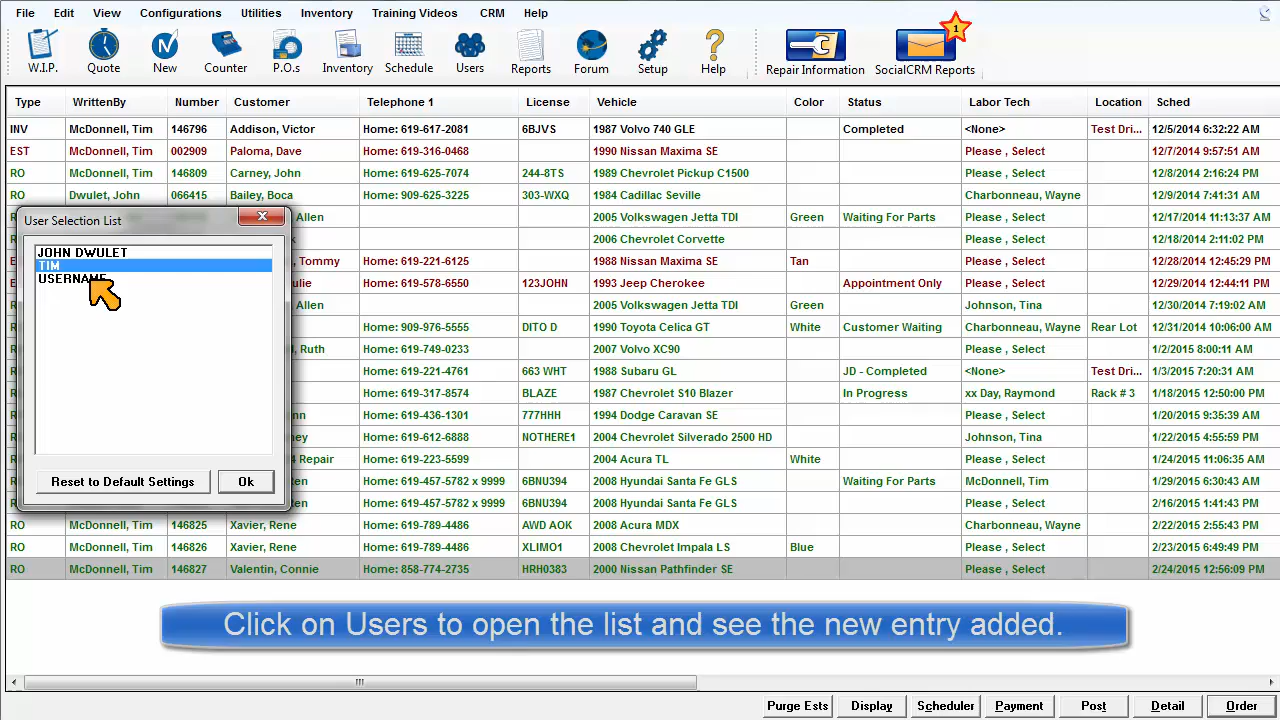 File Edit View Configurations Utilities Inventory Training Videos CRM Help
1
W.I.P. Quote New Counter P.O.s Inventory Schedule Users Reports Forum Setup Help Repair Information SocialCRM Reports
Type WrittenBy Number Customer Telephone 1 License Vehicle Color Status Labor Tech Location Sched
INV McDonnell, Tim 146796 Addison, Victor Home: 619-617-2081 6BJVS 1987 Volvo 740 GLE Completed <None> Test Dri... 12/5/2014 6:32:22 AM
EST McDonnell, Tim 002909 Paloma, Dave Home: 619-316-0468 1990 Nissan Maxima SE Please , Select 12/7/2014 9:57:51 AM
RO McDonnell, Tim 146809 Carney, John Home: 619-625-7074 244-8TS 1989 Chevrolet Pickup C1500 Please , Select 12/8/2014 2:16:24 PM
RO Dwulet, John 066415 Bailey, Boca Home: 909-625-3225 303-WXQ 1984 Cadillac Seville Charbonneau, Wayne 12/9/2014 7:41:31 AM
Allen 2005 Volkswagen Jetta TDI Green Waiting For Parts Please , Select 12/17/2014 11:13:37 AM
2006 Chevrolet Corvette Please , Select 12/18/2014 2:11:02 PM
, Tommy Home: 619-221-6125 1988 Nissan Maxima SE Tan Please , Select 12/28/2014 12:45:29 PM
Home: 619-578-6550 123JOHN 1993 Jeep Cherokee Appointment Only Please , Select 12/29/2014 12:44:11 PM
Allen 2005 Volkswagen Jetta TDI Green Johnson, Tina 12/30/2014 7:19:02 AM
Home: 909-976-5555 DITO D 1990 Toyota Celica GT White Customer Waiting Charbonneau, Wayne Rear Lot 12/31/2014 10:06:00 AM
, Ruth Home: 619-749-0233 2007 Volvo XC90 Please , Select 1/2/2015 8:00:11 AM
Home: 619-221-4761 663 WHT 1988 Subaru GL JD - Completed <None> Test Dri... 1/3/2015 7:20:31 AM
Home: 619-317-8574 BLAZE 1987 Chevrolet S10 Blazer In Progress xx Day, Raymond Rack # 3 1/18/2015 12:50:00 PM
Home: 619-436-1301 777HHH 1994 Dodge Caravan SE Please , Select 1/20/2015 9:35:39 AM
Home: 619-612-6888 NOTHERE1 2004 Chevrolet Silverado 2500 HD Johnson, Tina 1/22/2015 4:55:59 PM
Repair Home: 619-223-5599 2004 Acura TL White Please , Select 1/24/2015 11:06:35 AM
Home: 619-457-5782 x 9999 6BNU394 2008 Hyundai Santa Fe GLS Waiting For Parts McDonnell, Tim 1/29/2015 6:30:43 AM
Home: 619-457-5782 x 9999 6BNU394 2008 Hyundai Santa Fe GLS Please , Select 2/16/2015 1:41:43 PM
RO McDonnell, Tim 146825 Xavier, Rene Home: 619-789-4486 AWD AOK 2008 Acura MDX Charbonneau, Wayne 2/22/2015 2:55:43 PM
RO McDonnell, Tim 146826 Xavier, Rene Home: 619-789-4486 XLIMO1 2008 Chevrolet Impala LS Blue Please , Select 2/23/2015 6:49:49 PM
RO McDonnell, Tim 146827 Valentin, Connie Home: 858-774-2735 HRH0383 2000 Nissan Pathfinder SE Please , Select 2/24/2015 12:56:09 PM
User Selection List
JOHN DWULET
TIM
USERNAME
Reset to Default Settings Ok
Click on Users to open the list and see the new entry added.
Purge Ests Display Scheduler Payment Post Detail Order